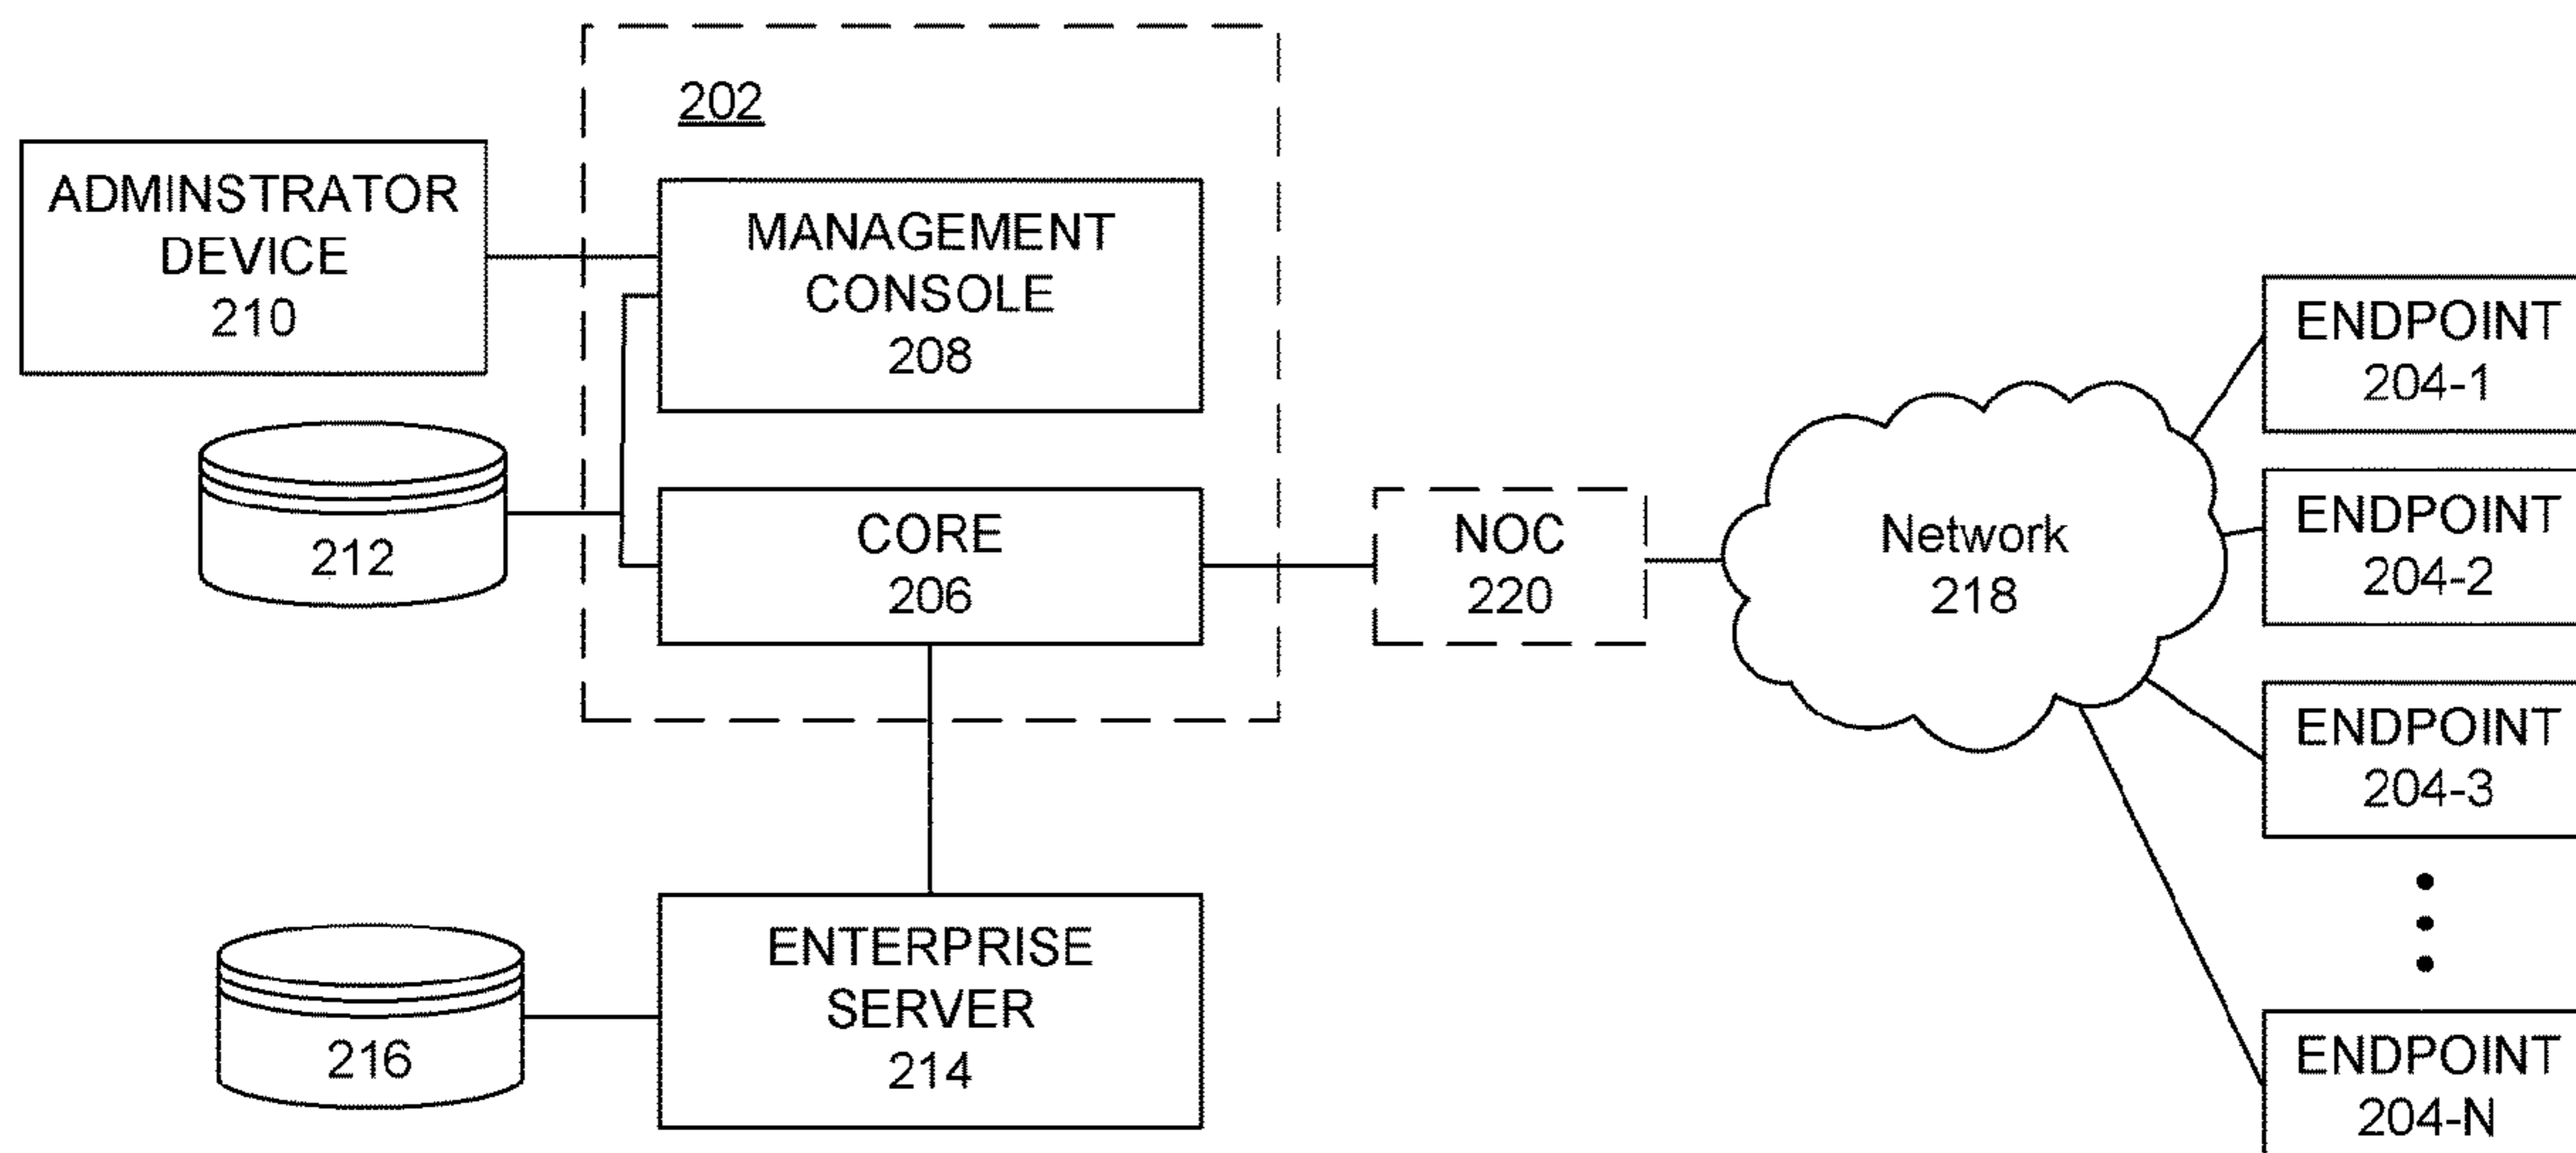 202
ADMINSTRATOR
DEVICE
210
MANAGEMENT
CONSOLE
208
212
CORE
206
NOC
220
Network
218
ENDPOINT
204-1
ENDPOINT
204-2
ENDPOINT
204-3
ENDPOINT
204-N
216
ENTERPRISE
SERVER
214